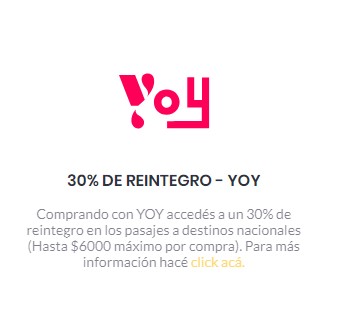 Yoy
30% DE REINTEGRO - YOY
Comprando con YOY accedés a un 30% de
reintegro en los pasajes a destinos nacionales
(Hasta $6000 máximo por compra). Para más
información hacé click acá.